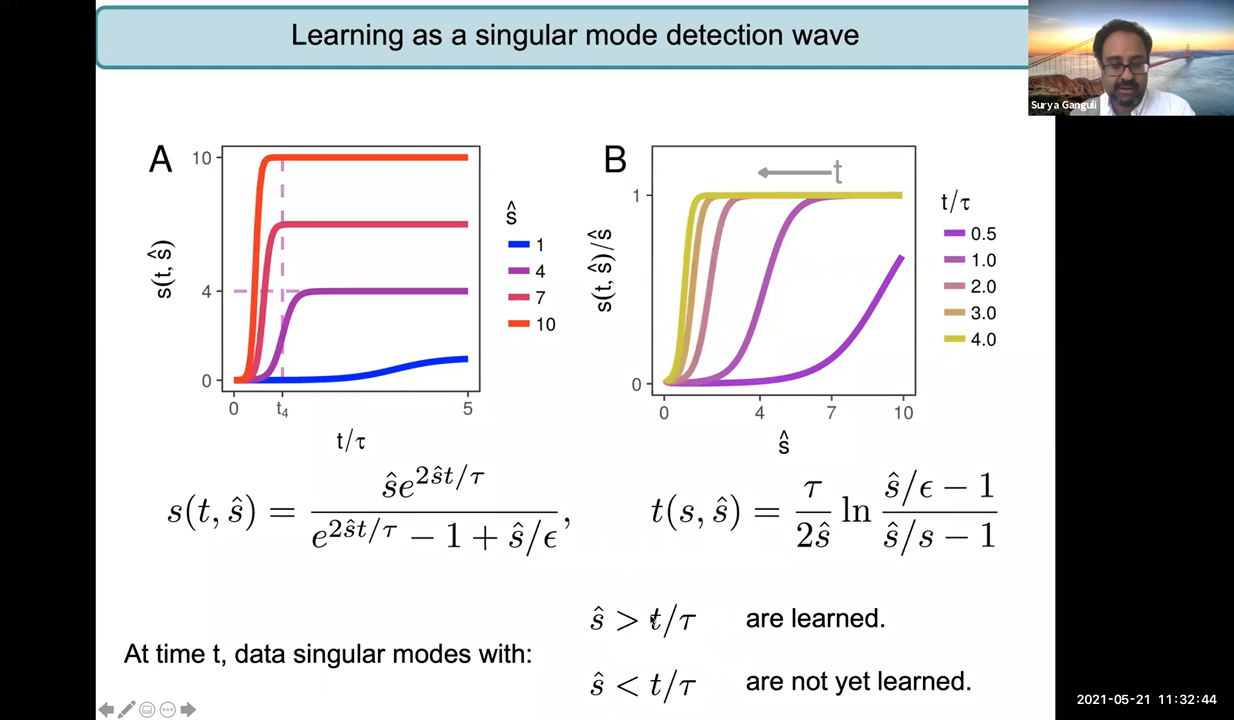 Learning as a singular mode detection wave
Surya Ganguli
A
s(t, ŝ)
10
4
0
0
t₄
5
t/τ
ŝ
1
4
7
10
B
s(t, ŝ)/ŝ
1
0
t
0
4
7
10
ŝ
t/τ
0.5
1.0
2.0
3.0
4.0
s(t, ŝ) = ŝe^{2ŝt/τ} / (e^{2ŝt/τ} − 1 + ŝ/ϵ),
t(s, ŝ) = τ/2ŝ ln (ŝ/ϵ − 1)/(ŝ/s − 1)
At time t, data singular modes with:
ŝ > t/τ are learned.
ŝ < t/τ are not yet learned.
2021-05-21 11:32:44